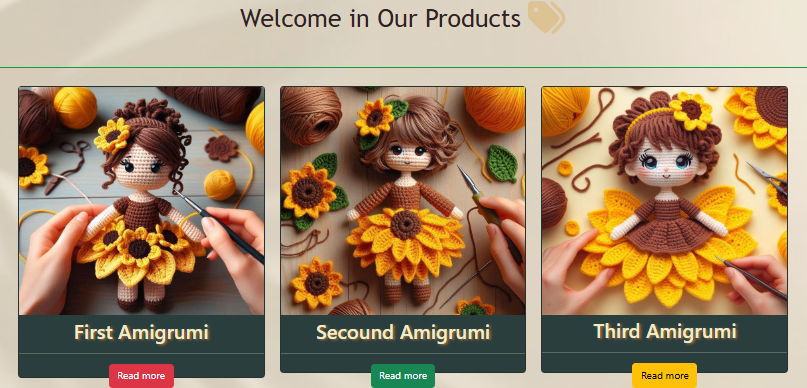 Welcome in Our Products
First Amigrumi
Secound Amigrumi
Third Amigrumi
Read more
Read more
Read more